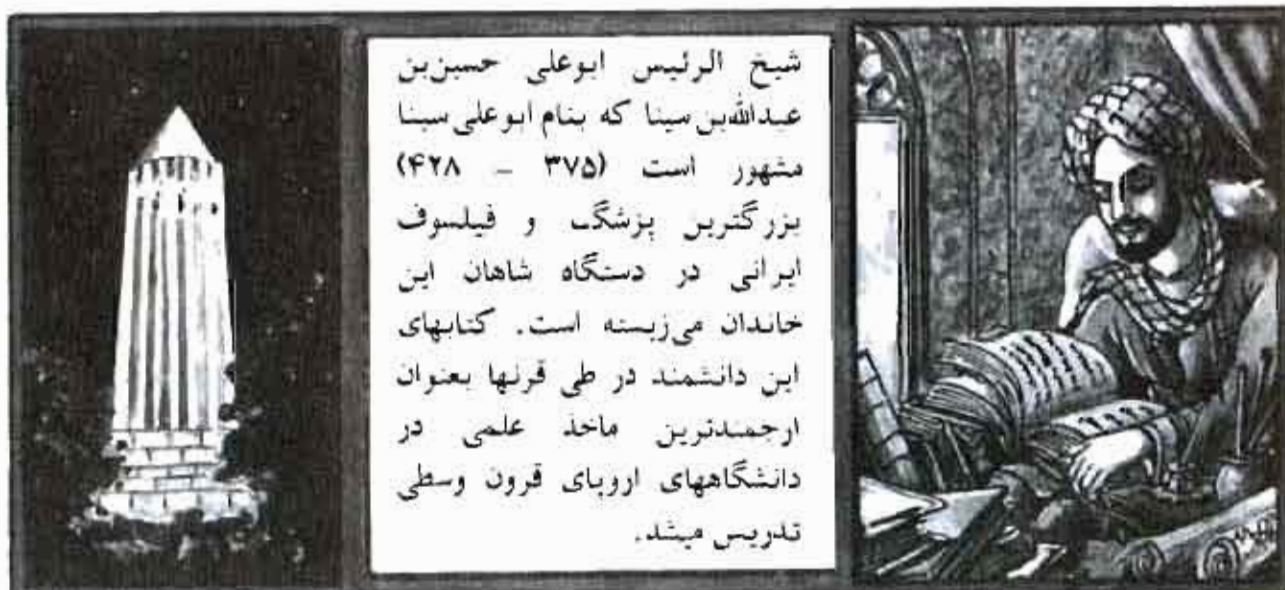 شیخ الرئیس ابوعلی حسین‌بن
عبدالله‌بن سینا که بنام ابوعلی سینا
مشهور است (۳۷۵ - ۴۲۸)
بزرگترین پزشگ و فیلسوف
ایرانی در دستگاه شاهان این
خاندان می‌زیسته است. کتابهای
این دانشمند در طی قرنها بعنوان
ارجمندترین ماخذ علمی در
دانشگاههای اروپای قرون وسطی
تدریس میشد.